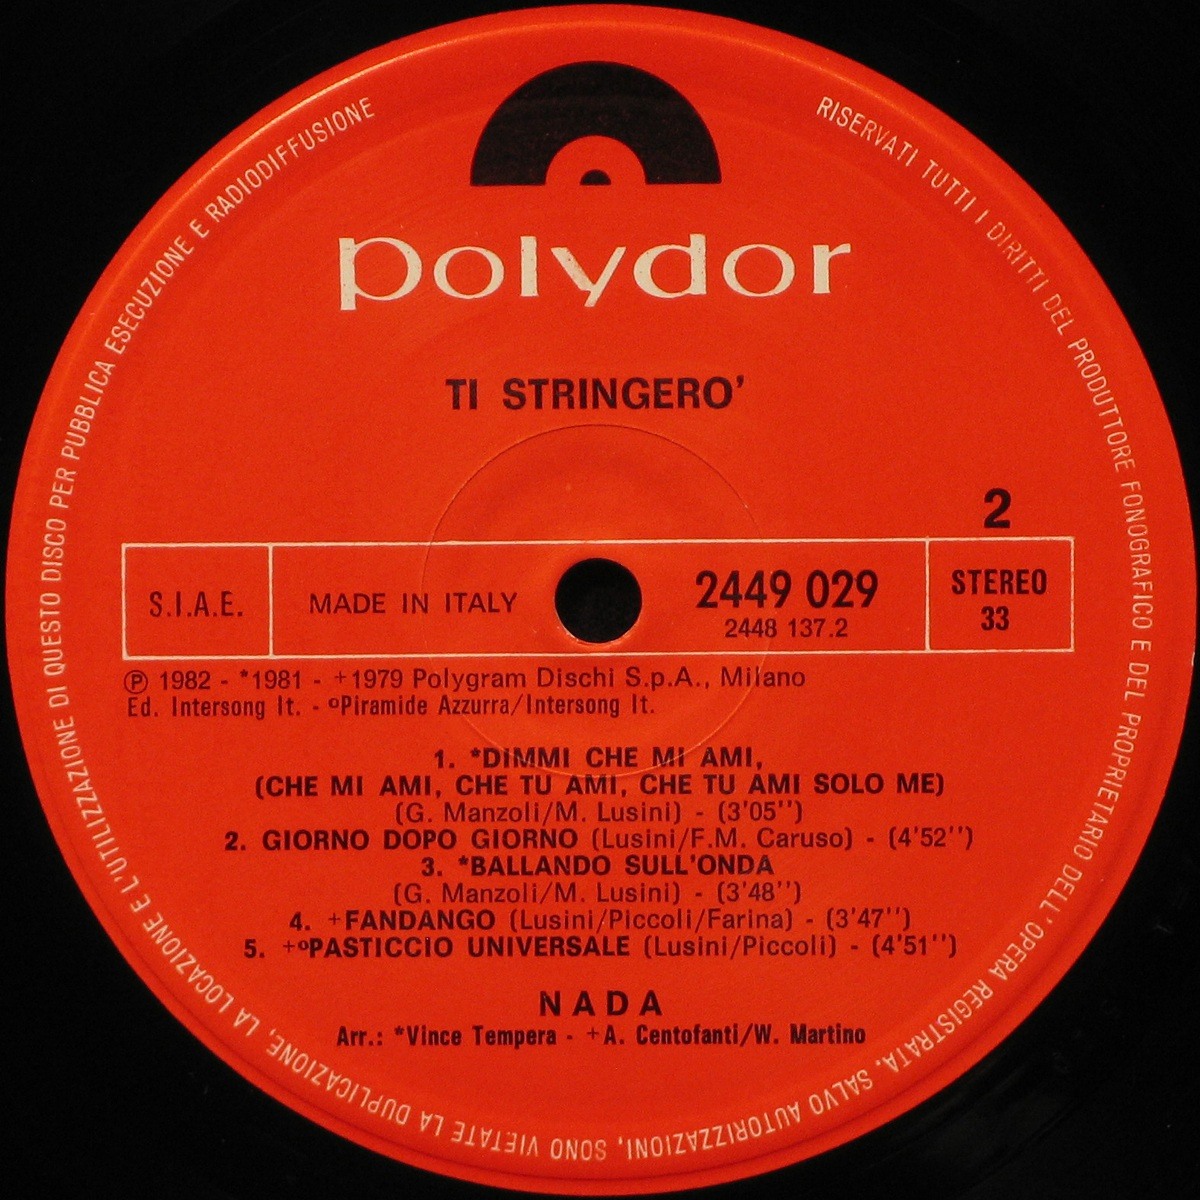 RISERVATI TUTTI I DIRITTI DEL PRODUTTORE FONOGRAFICO E DEL PROPRIETARIO DELL'OPERA REGISTRATA. SALVO AUTORIZZAZIONI, SONO VIETATE LA DUPLICAZIONE, LA LOCAZIONE E L'UTILIZZAZIONE DI QUESTO DISCO PER PUBBLICA ESECUZIONE E RADIODIFFUSIONE
polydor
TI STRINGERO'
2
S.I.A.E. MADE IN ITALY 2449 029 STEREO
2448 137.2 33
℗ 1982 - *1981 - +1979 Polygram Dischi S.p.A., Milano
Ed. Intersong It. - ºPiramide Azzurra/Intersong It.
1. *DIMMI CHE MI AMI,
(CHE MI AMI, CHE TU AMI, CHE TU AMI SOLO ME)
(G. Manzoli/M. Lusini) - (3'05'')
2. GIORNO DOPO GIORNO (Lusini/F.M. Caruso) - (4'52'')
3. *BALLANDO SULL'ONDA
(G. Manzoli/M. Lusini) - (3'48'')
4. +FANDANGO (Lusini/Piccoli/Farina) - (3'47'')
5. +ºPASTICCIO UNIVERSALE (Lusini/Piccoli) - (4'51'')
NADA
Arr.: *Vince Tempera - +A. Centofanti/W. Martino